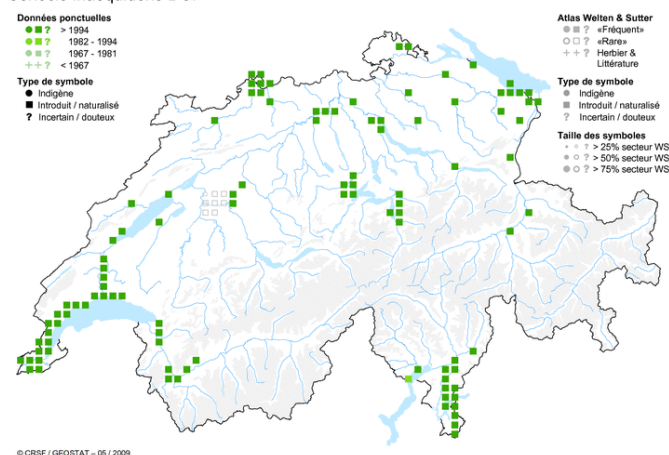 Données ponctuelles
> 1994
? 1982 - 1994
? 1967 - 1981
++? < 1967
Type de symbole
Indigène
Introduit / naturalisé
? Incertain / douteux
Atlas Welten & Sutter
? «Fréquent»
? «Rare»
++? Herbier &
Littérature
Type de symbole
Indigène
Introduit / naturalisé
? Incertain / douteux
Taille des symboles
? > 25% secteur WS
? > 50% secteur WS
? > 75% secteur WS
© CRSF / GEOSTAT – 05 / 2009